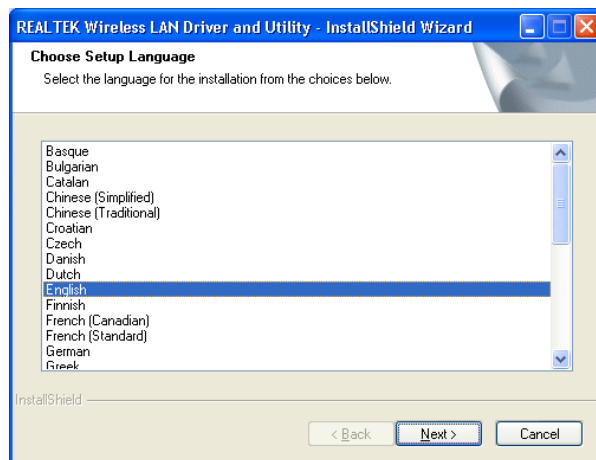 REALTEK Wireless LAN Driver and Utility - InstallShield Wizard
Choose Setup Language
Select the language for the installation from the choices below.
Basque
Bulgarian
Catalan
Chinese (Simplified)
Chinese (Traditional)
Croatian
Czech
Danish
Dutch
English
Finnish
French (Canadian)
French (Standard)
German
Greek
InstallShield
< Back
Next >
Cancel